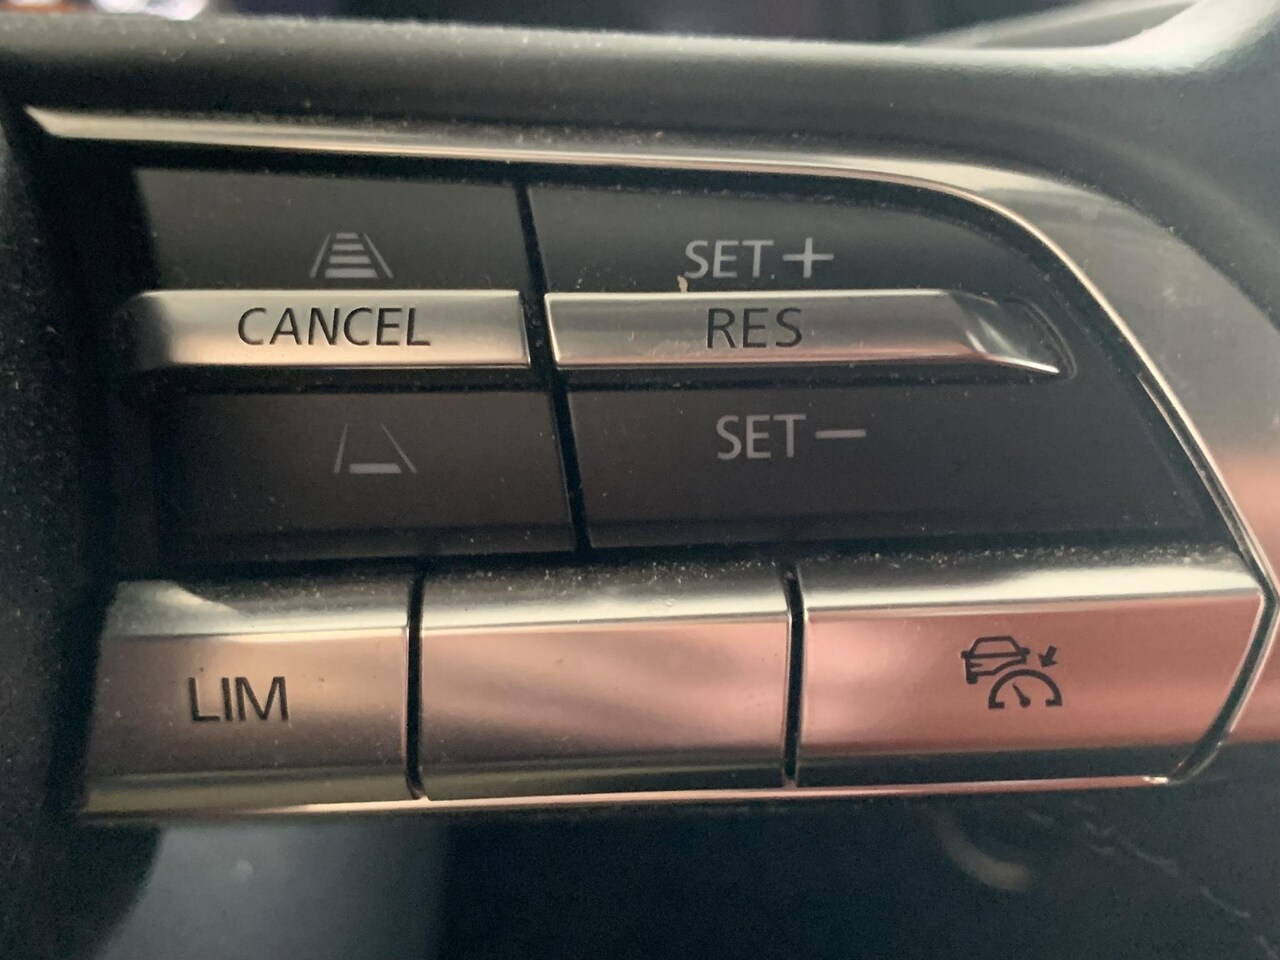 SET +
CANCEL
RES
SET -
LIM